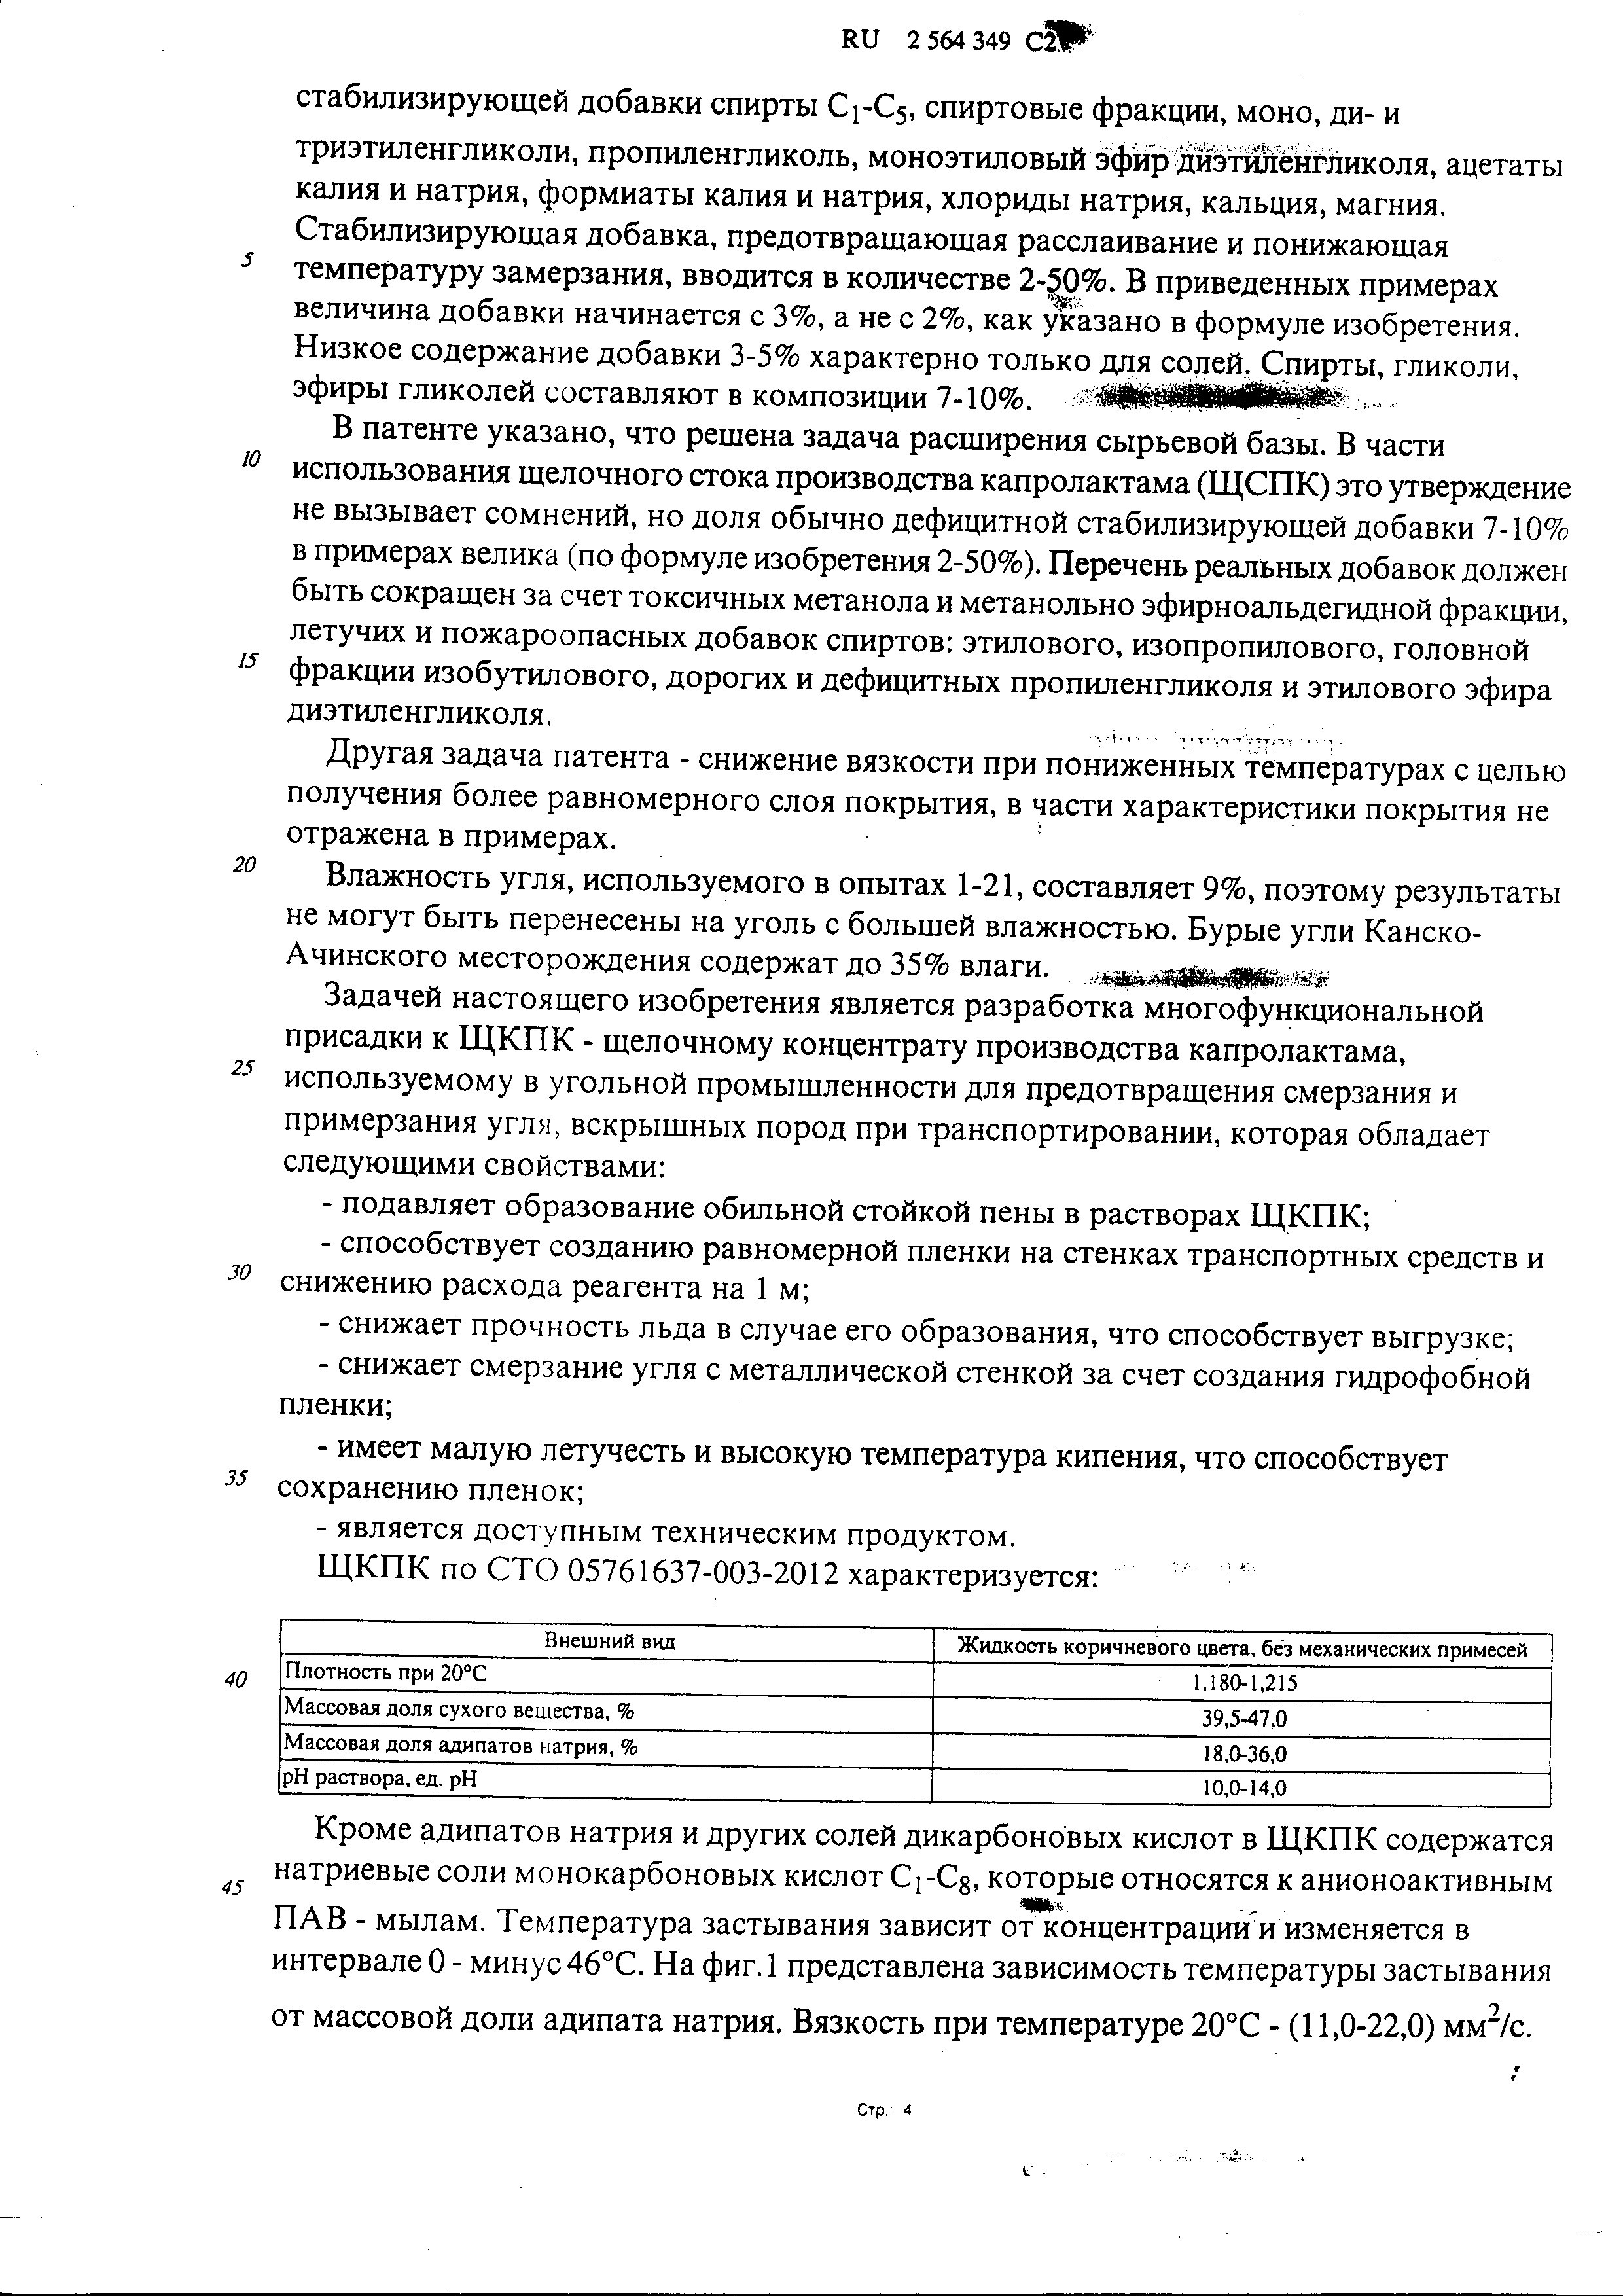 RU 2 564 349 C2
стабилизирующей добавки спирты C1-C5, спиртовые фракции, моно, ди- и
триэтиленгликоли, пропиленгликоль, моноэтиловый эфир диэтиленгликоля, ацетаты
калия и натрия, формиаты калия и натрия, хлориды натрия, кальция, магния.
Стабилизирующая добавка, предотвращающая расслаивание и понижающая
5 температуру замерзания, вводится в количестве 2-50%. В приведенных примерах
величина добавки начинается с 3%, а не с 2%, как указано в формуле изобретения.
Низкое содержание добавки 3-5% характерно только для солей. Спирты, гликоли,
эфиры гликолей составляют в композиции 7-10%.
В патенте указано, что решена задача расширения сырьевой базы. В части
10 использования щелочного стока производства капролактама (ЩСПК) это утверждение
не вызывает сомнений, но доля обычно дефицитной стабилизирующей добавки 7-10%
в примерах велика (по формуле изобретения 2-50%). Перечень реальных добавок должен
быть сокращен за счет токсичных метанола и метанольно эфирноальдегидной фракции,
летучих и пожароопасных добавок спиртов: этилового, изопропилового, головной
15 фракции изобутилового, дорогих и дефицитных пропиленгликоля и этилового эфира
диэтиленгликоля.
Другая задача патента - снижение вязкости при пониженных температурах с целью
получения более равномерного слоя покрытия, в части характеристики покрытия не
отражена в примерах.
20 Влажность угля, используемого в опытах 1-21, составляет 9%, поэтому результаты
не могут быть перенесены на уголь с большей влажностью. Бурые угли Канско-
Ачинского месторождения содержат до 35% влаги.
Задачей настоящего изобретения является разработка многофункциональной
присадки к ЩКПК - щелочному концентрату производства капролактама,
25 используемому в угольной промышленности для предотвращения смерзания и
примерзания угля, вскрышных пород при транспортировании, которая обладает
следующими свойствами:
- подавляет образование обильной стойкой пены в растворах ЩКПК;
- способствует созданию равномерной пленки на стенках транспортных средств и
30 снижению расхода реагента на 1 м;
- снижает прочность льда в случае его образования, что способствует выгрузке;
- снижает смерзание угля с металлической стенкой за счет создания гидрофобной
пленки;
- имеет малую летучесть и высокую температура кипения, что способствует
35 сохранению пленок;
- является доступным техническим продуктом.
ЩКПК по СТО 05761637-003-2012 характеризуется:
Внешний вид Жидкость коричневого цвета, без механических примесей
40 Плотность при 20°С 1.180-1,215
Массовая доля сухого вещества, % 39,5-47,0
Массовая доля адипатов натрия, % 18,0-36,0
pH раствора, ед. pH 10,0-14,0
Кроме адипатов натрия и других солей дикарбоновых кислот в ЩКПК содержатся
45 натриевые соли монокарбоновых кислот C1-C8, которые относятся к анионоактивным
ПАВ - мылам. Температура застывания зависит от концентрации и изменяется в
интервале 0 - минус 46°С. На фиг.1 представлена зависимость температуры застывания
от массовой доли адипата натрия. Вязкость при температуре 20°С - (11,0-22,0) мм²/с.
Стр.: 4